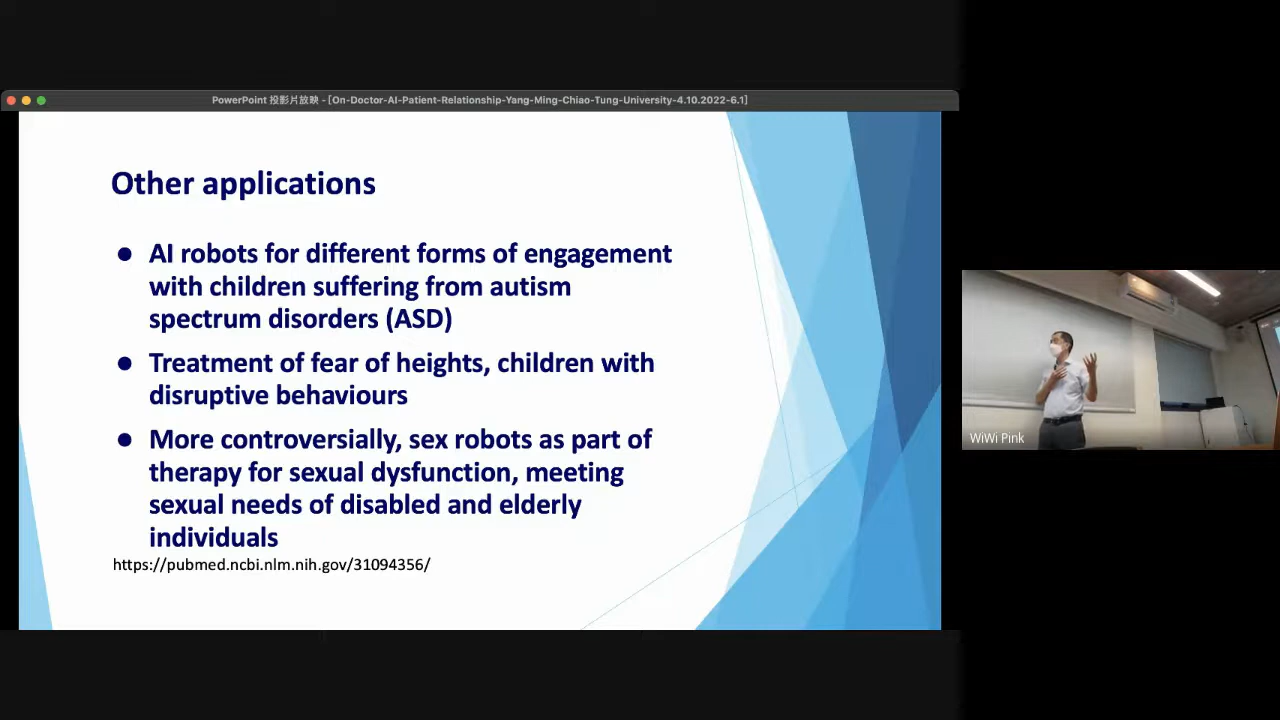 PowerPoint 投影片放映 - [On-Doctor-AI-Patient-Relationship-Yang-Ming-Chiao-Tung-University-4.10.2022-6.1]
Other applications
● AI robots for different forms of engagement
with children suffering from autism
spectrum disorders (ASD)
● Treatment of fear of heights, children with
disruptive behaviours
● More controversially, sex robots as part of
therapy for sexual dysfunction, meeting
sexual needs of disabled and elderly
individuals
https://pubmed.ncbi.nlm.nih.gov/31094356/
WiWi Pink